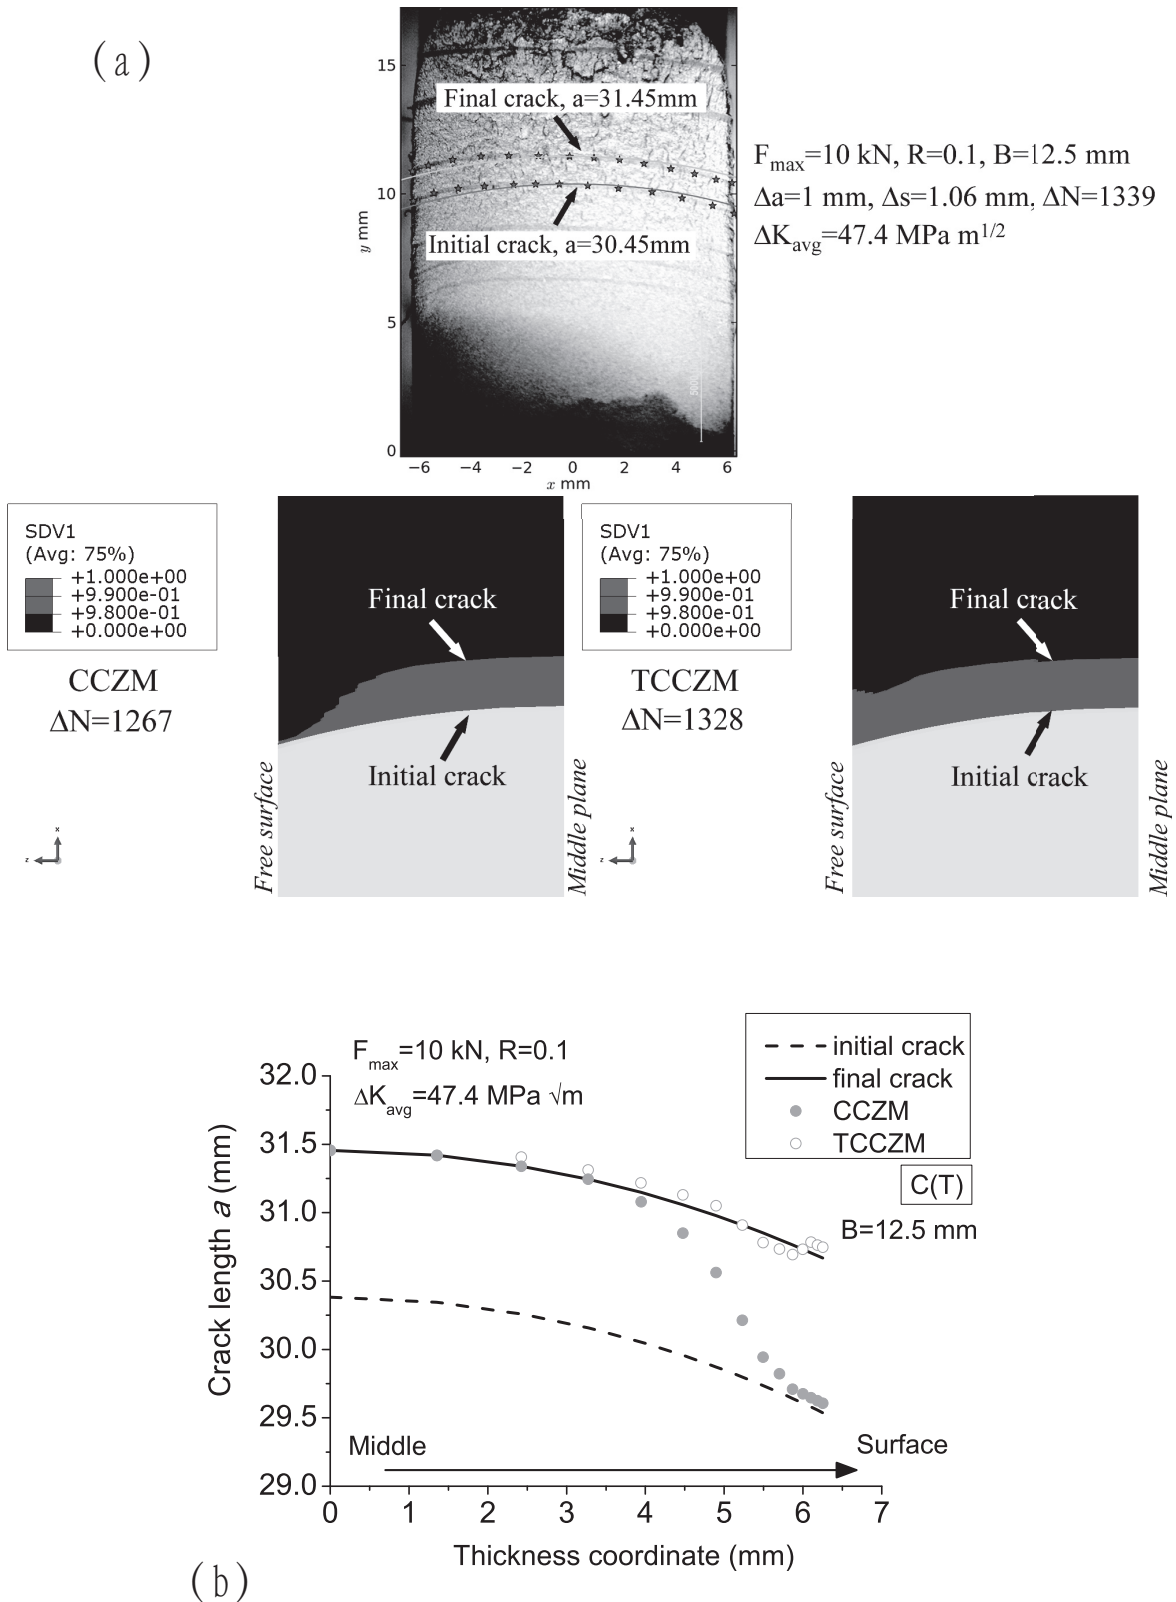 (a)
15
10
5
0
y mm
Final crack, a=31.45mm
Initial crack, a=30.45mm
−6 −4 −2 0 2 4 6
x mm
Fmax=10 kN, R=0.1, B=12.5 mm
Δa=1 mm, Δs=1.06 mm, ΔN=1339
ΔKavg=47.4 MPa m1/2
SDV1
(Avg: 75%)
+1.000e+00
+9.900e-01
+9.800e-01
+0.000e+00
CCZM
ΔN=1267
x
z
Final crack
Initial crack
Free surface
Middle plane
SDV1
(Avg: 75%)
+1.000e+00
+9.900e-01
+9.800e-01
+0.000e+00
TCCZM
ΔN=1328
x
z
Final crack
Initial crack
Free surface
Middle plane
Fmax=10 kN, R=0.1
ΔKavg=47.4 MPa √m
initial crack
final crack
CCZM
TCCZM
C(T)
B=12.5 mm
32.0
31.5
31.0
30.5
30.0
29.5
29.0
Crack length a (mm)
Middle
Surface
0 1 2 3 4 5 6 7
Thickness coordinate (mm)
(b)